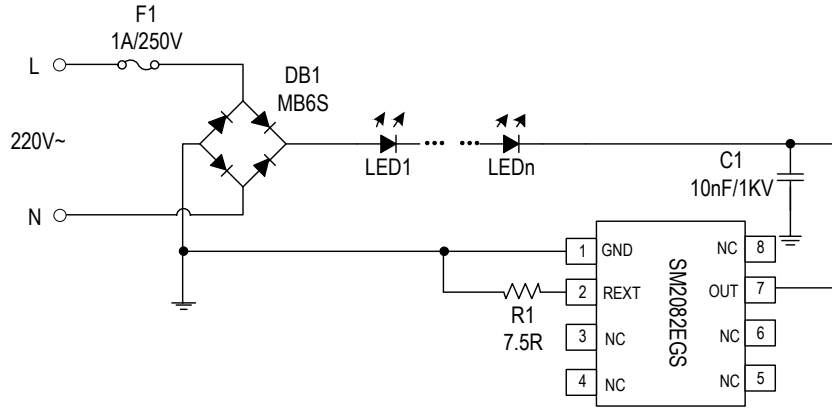 F1
1A/250V
L
DB1
MB6S
220V~
LED1
LEDn
C1
10nF/1KV
N
1
GND
NC
8
2
REXT
OUT
7
SM2082EGS
R1
7.5R
3
NC
NC
6
4
NC
NC
5